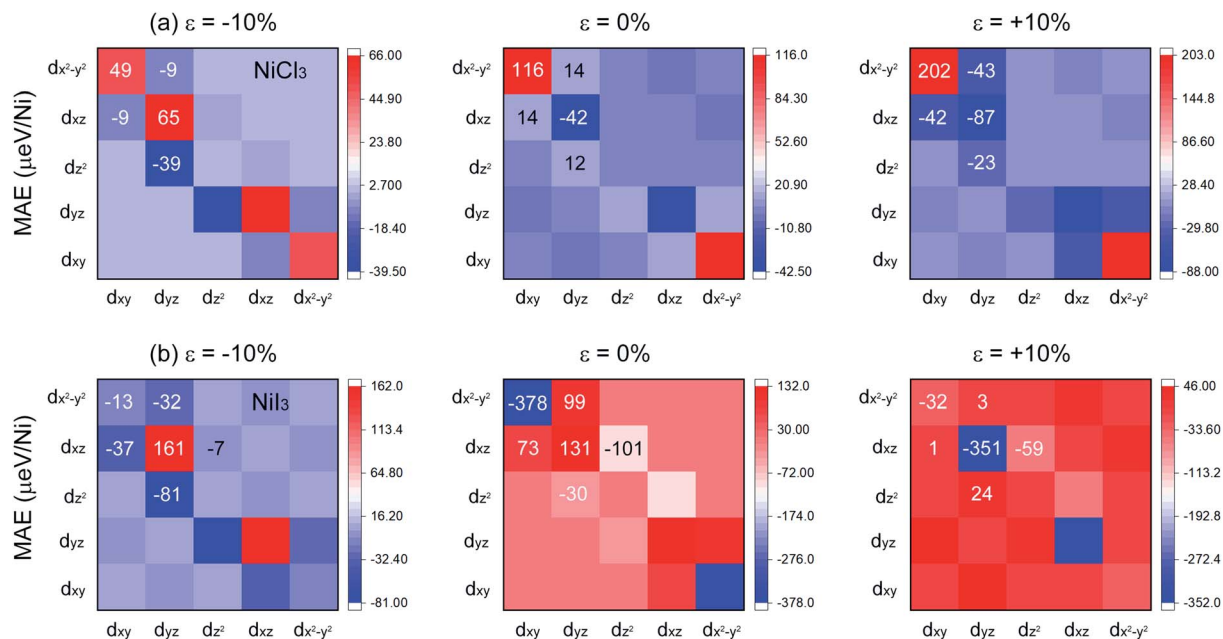 (a) ε = -10%
ε = 0%
ε = +10%
MAE (μeV/Ni)
dx²-y²
dxz
dz²
dyz
dxy
49 -9 NiCl₃
-9 65
-39
dxy dyz dz² dxz dx²-y²
66.00
44.90
23.80
2.700
-18.40
-39.50
dx²-y²
dxz
dz²
dyz
dxy
116 14
14 -42
12
dxy dyz dz² dxz dx²-y²
116.0
84.30
52.60
20.90
-10.80
-42.50
dx²-y²
dxz
dz²
dyz
dxy
202 -43
-42 -87
-23
dxy dyz dz² dxz dx²-y²
203.0
144.8
86.60
28.40
-29.80
-88.00
(b) ε = -10%
ε = 0%
ε = +10%
MAE (μeV/Ni)
dx²-y²
dxz
dz²
dyz
dxy
-13 -32 NiI₃
-37 161 -7
-81
dxy dyz dz² dxz dx²-y²
162.0
113.4
64.80
16.20
-32.40
-81.00
dx²-y²
dxz
dz²
dyz
dxy
-378 99
73 131 -101
-30
dxy dyz dz² dxz dx²-y²
132.0
30.00
-72.00
-174.0
-276.0
-378.0
dx²-y²
dxz
dz²
dyz
dxy
-32 3
1 -351 -59
24
dxy dyz dz² dxz dx²-y²
46.00
-33.60
-113.2
-192.8
-272.4
-352.0